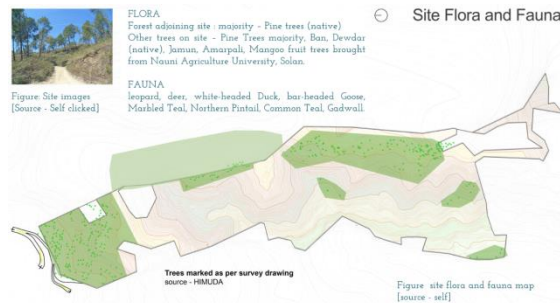 Site Flora and Fauna
FLORA
Forest adjoining site : majority – Pine trees (native)
Other trees on site – Pine Trees majority, Ban, Dewdar
(native), Jamun, Amarpali, Mangoo fruit trees brought
from Nauni Agriculture University, Solan.
FAUNA
leopard, deer, white-headed Duck, bar-headed Goose,
Marbled Teal, Northern Pintail, Common Teal, Gadwall.
Figure: Site images
[Source - Self clicked]
Trees marked as per survey drawing
source - HIMUDA
Figure site flora and fauna map
[source - self]